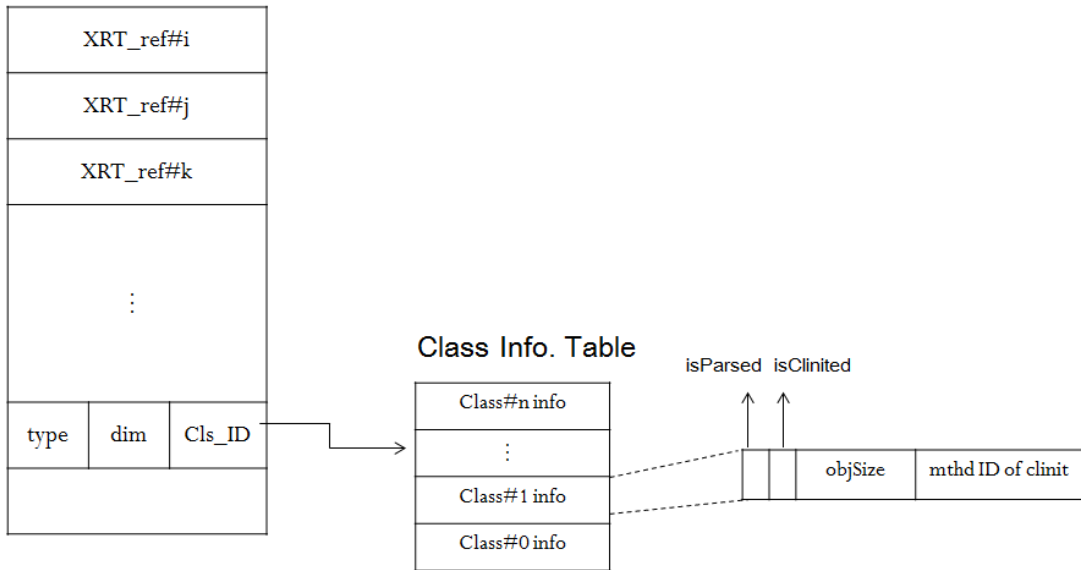 XRT_ref#i
XRT_ref#j
XRT_ref#k
⋮
type dim Cls_ID
Class Info. Table
Class#n info
⋮
Class#1 info
Class#0 info
isParsed isClinited
objSize mthd ID of clinit